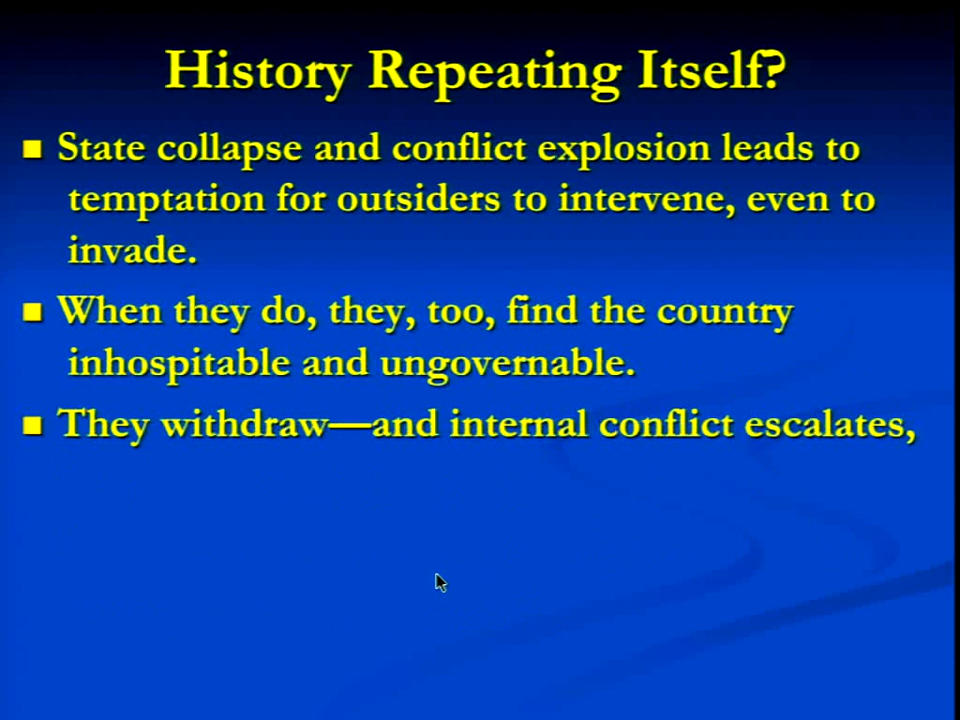 History Repeating Itself?
State collapse and conflict explosion leads to
temptation for outsiders to intervene, even to
invade.
When they do, they, too, find the country
inhospitable and ungovernable.
They withdraw—and internal conflict escalates,